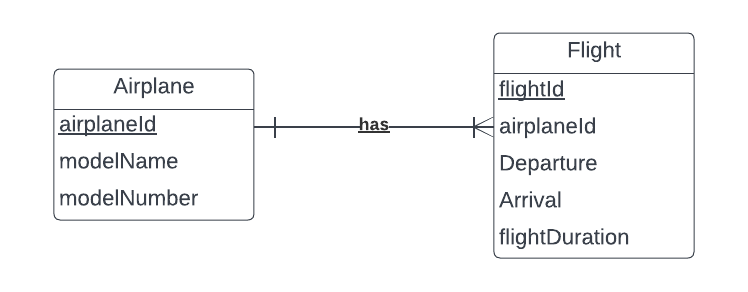 Airplane
airplaneId
modelName
modelNumber
has
Flight
flightId
airplaneId
Departure
Arrival
flightDuration